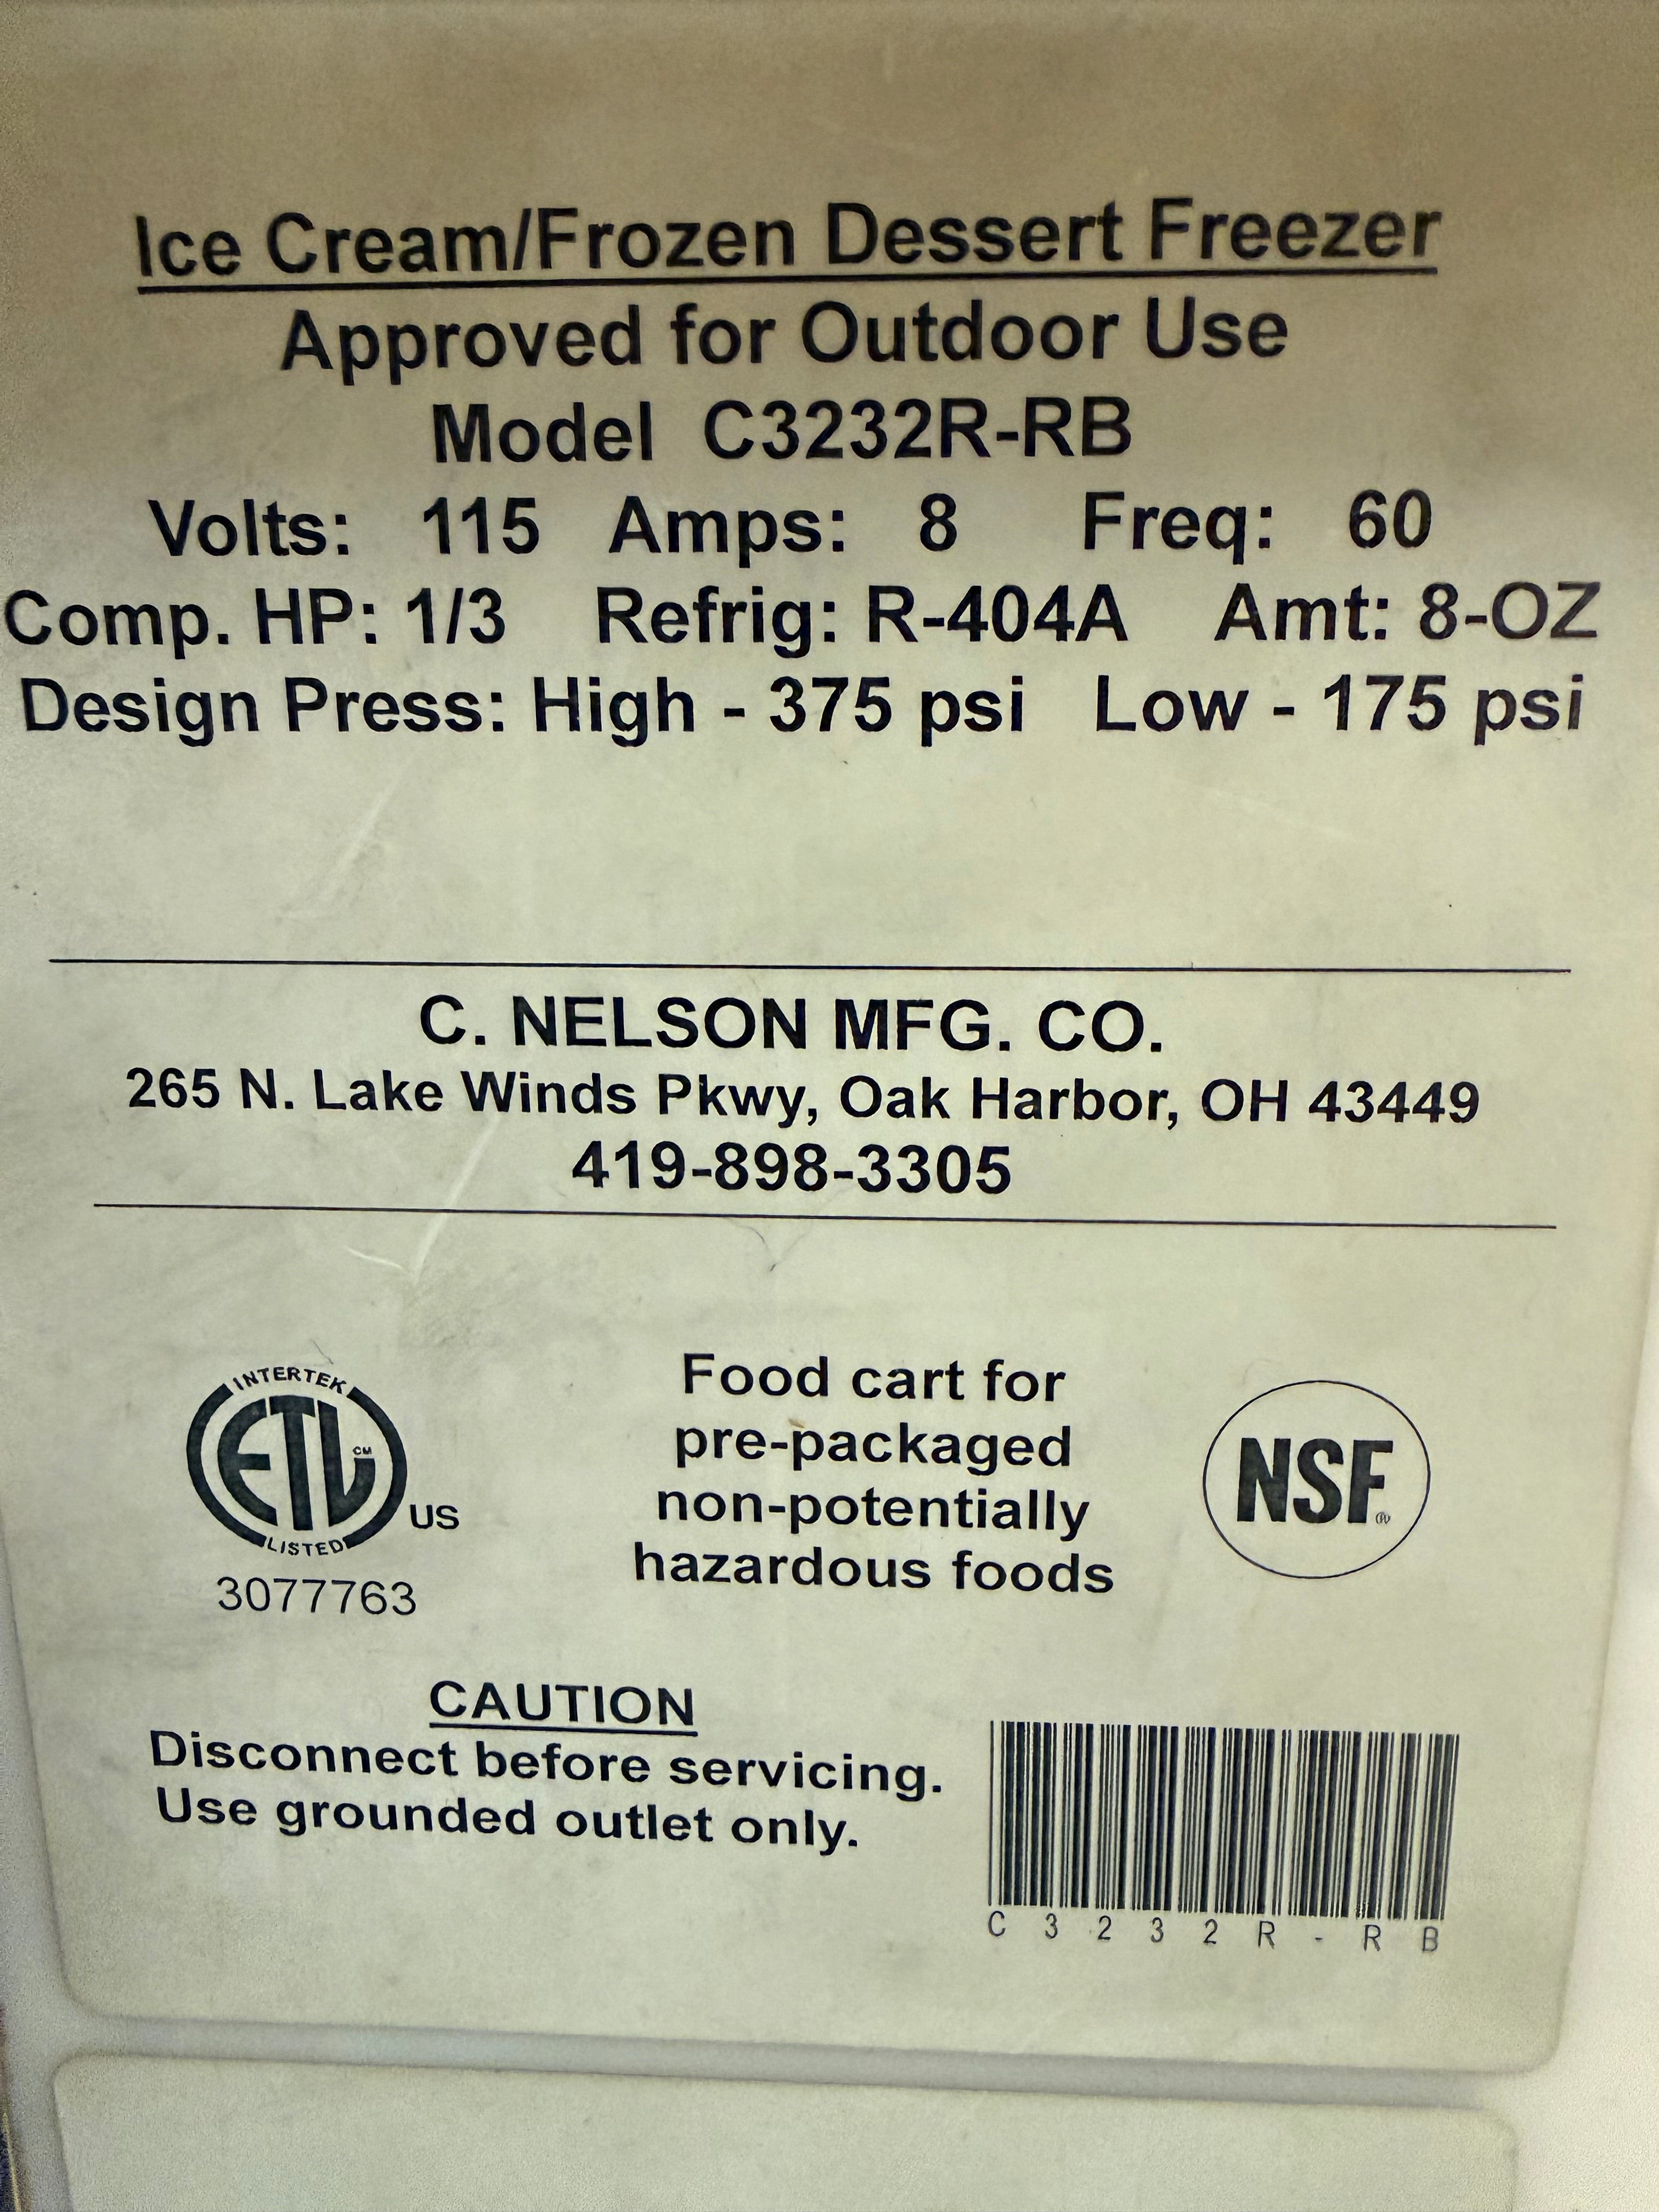 Ice Cream/Frozen Dessert Freezer
Approved for Outdoor Use
Model C3232R-RB
Volts: 115 Amps: 8 Freq: 60
Comp. HP: 1/3 Refrig: R-404A Amt: 8-OZ
Design Press: High - 375 psi Low - 175 psi
C. NELSON MFG. CO.
265 N. Lake Winds Pkwy, Oak Harbor, OH 43449
419-898-3305
INTERTEK
ETL CM
US
LISTED
3077763
Food cart for
pre-packaged
non-potentially
hazardous foods
NSF®
CAUTION
Disconnect before servicing.
Use grounded outlet only.
C3232R-RB